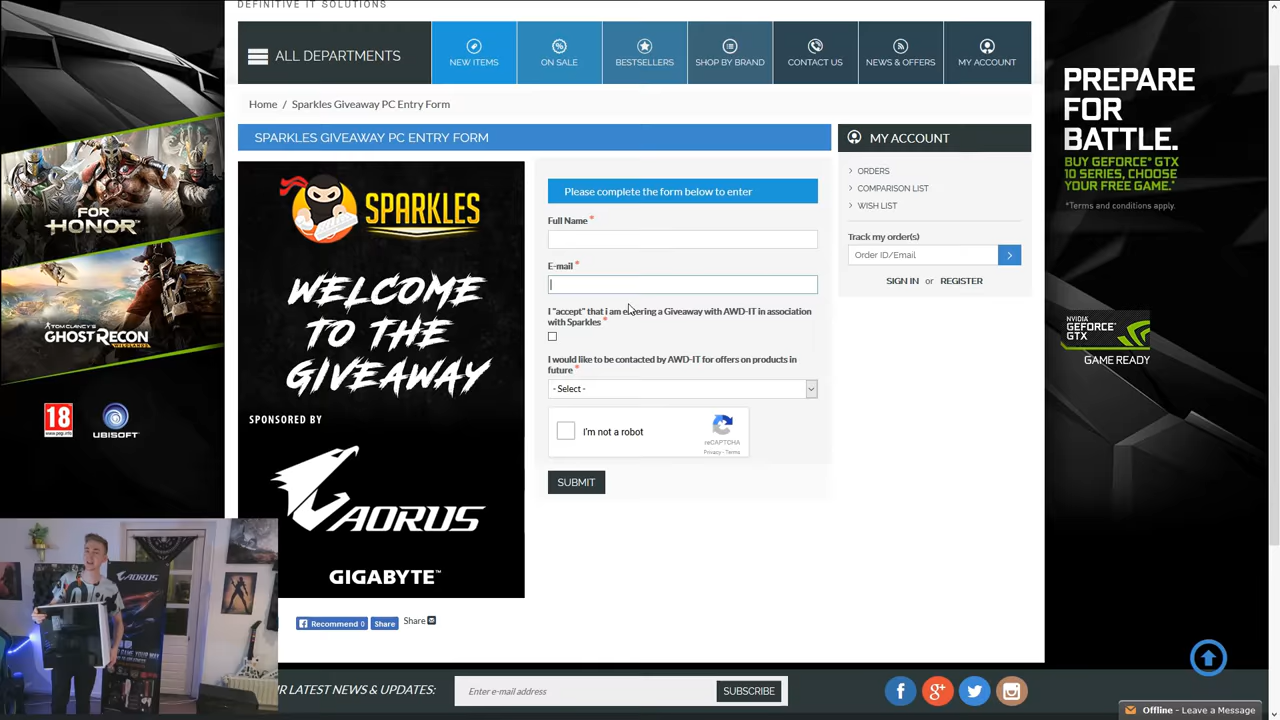 DEFINITIVE IT SOLUTIONS
ALL DEPARTMENTS
NEW ITEMS
ON SALE
BESTSELLERS
SHOP BY BRAND
CONTACT US
NEWS & OFFERS
MY ACCOUNT
Home / Sparkles Giveaway PC Entry Form
SPARKLES GIVEAWAY PC ENTRY FORM
SPARKLES
WELCOME
TO THE
GIVEAWAY
SPONSORED BY
AORUS
GIGABYTE™
Please complete the form below to enter
Full Name *
E-mail *
I "accept" that i am entering a Giveaway with AWD-IT in association
with Sparkles *
I would like to be contacted by AWD-IT for offers on products in
future *
- Select -
I'm not a robot
reCAPTCHA
Privacy - Terms
SUBMIT
MY ACCOUNT
ORDERS
COMPARISON LIST
WISH LIST
Track my order(s)
Order ID/Email
SIGN IN or REGISTER
FOR
HONOR
TOM CLANCY'S
GHOST RECON
WILDLANDS
18
www.pegi.info
UBISOFT
PREPARE
FOR
BATTLE.
BUY GEFORCE® GTX
10 SERIES, CHOOSE
YOUR FREE GAME.*
*Terms and conditions apply.
NVIDIA
GEFORCE®
GTX
GAME READY
AORUS
Recommend 0
Share
Share
R LATEST NEWS & UPDATES:
Enter e-mail address
SUBSCRIBE
Offline - Leave a Message